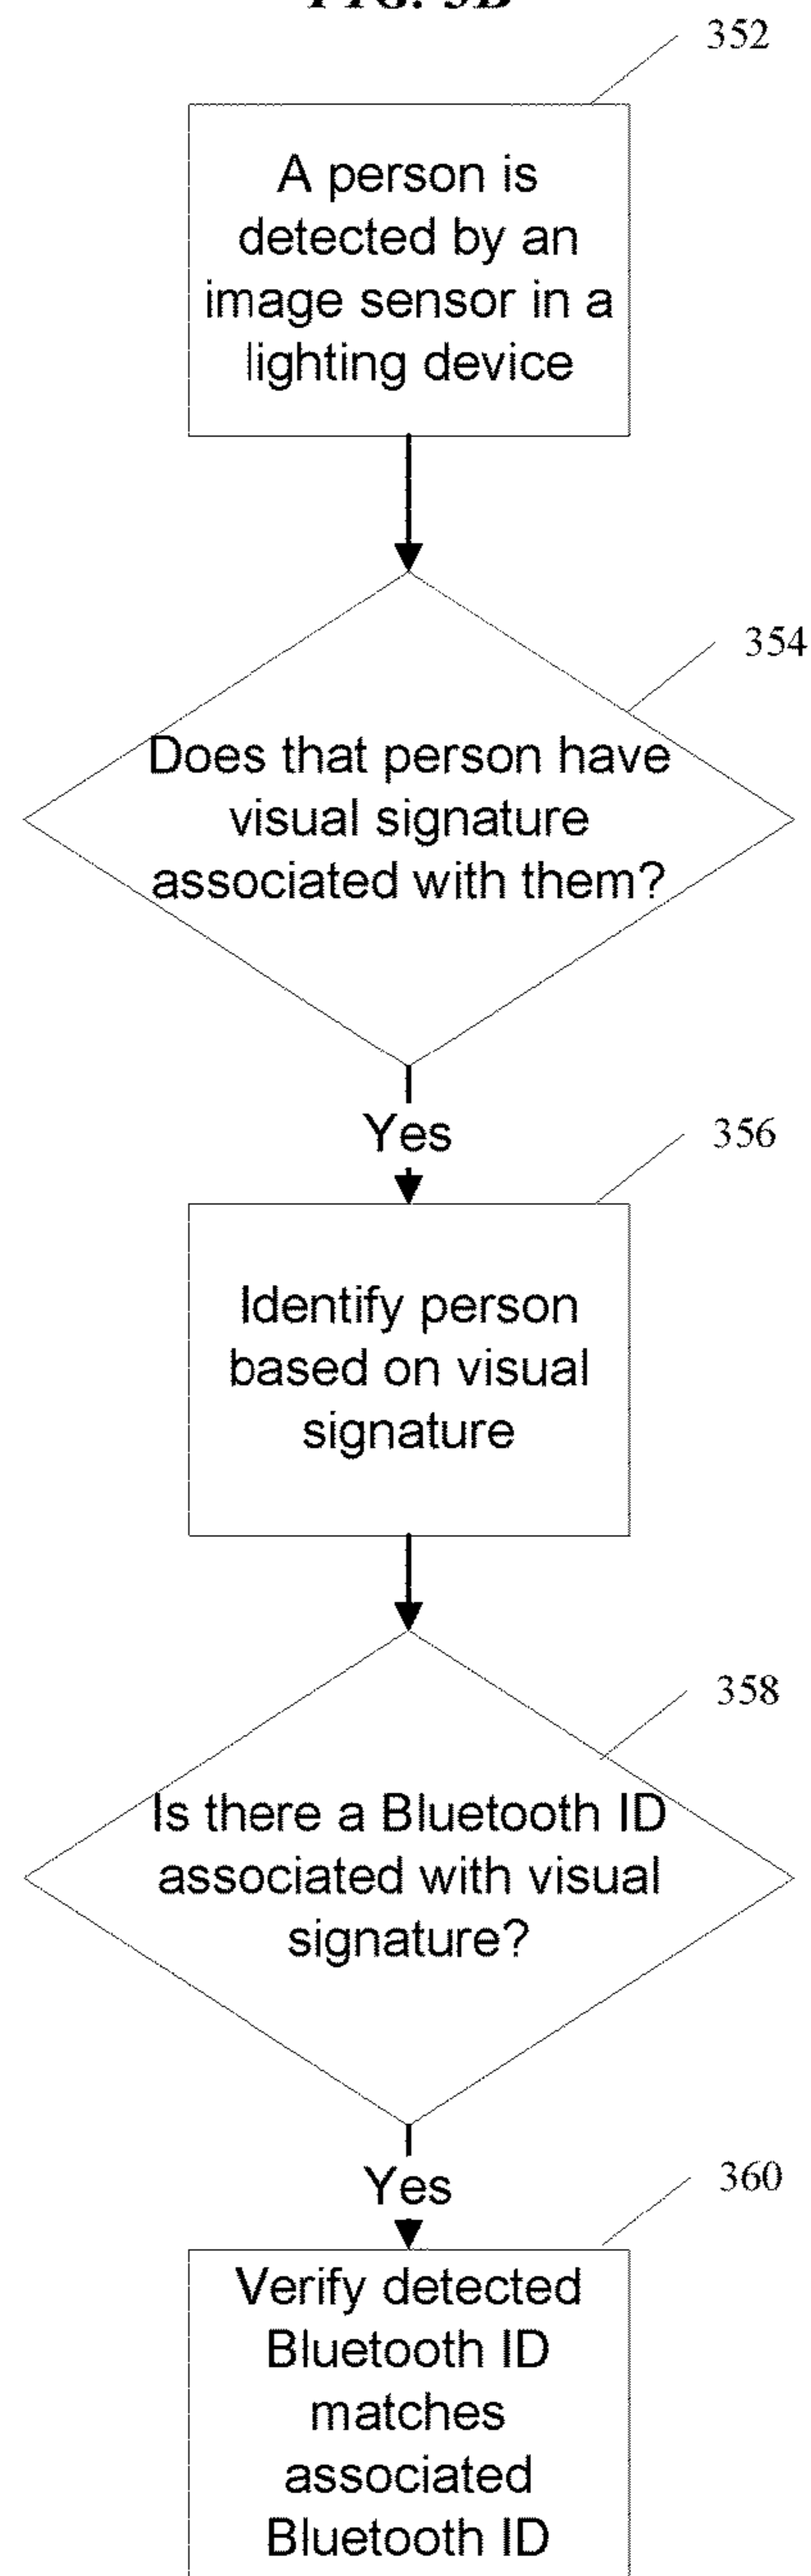 352
A person is
detected by an
image sensor in a
lighting device
354
Does that person have
visual signature
associated with them?
Yes
356
Identify person
based on visual
signature
358
Is there a Bluetooth ID
associated with visual
signature?
Yes
360
Verify detected
Bluetooth ID
matches
associated
Bluetooth ID